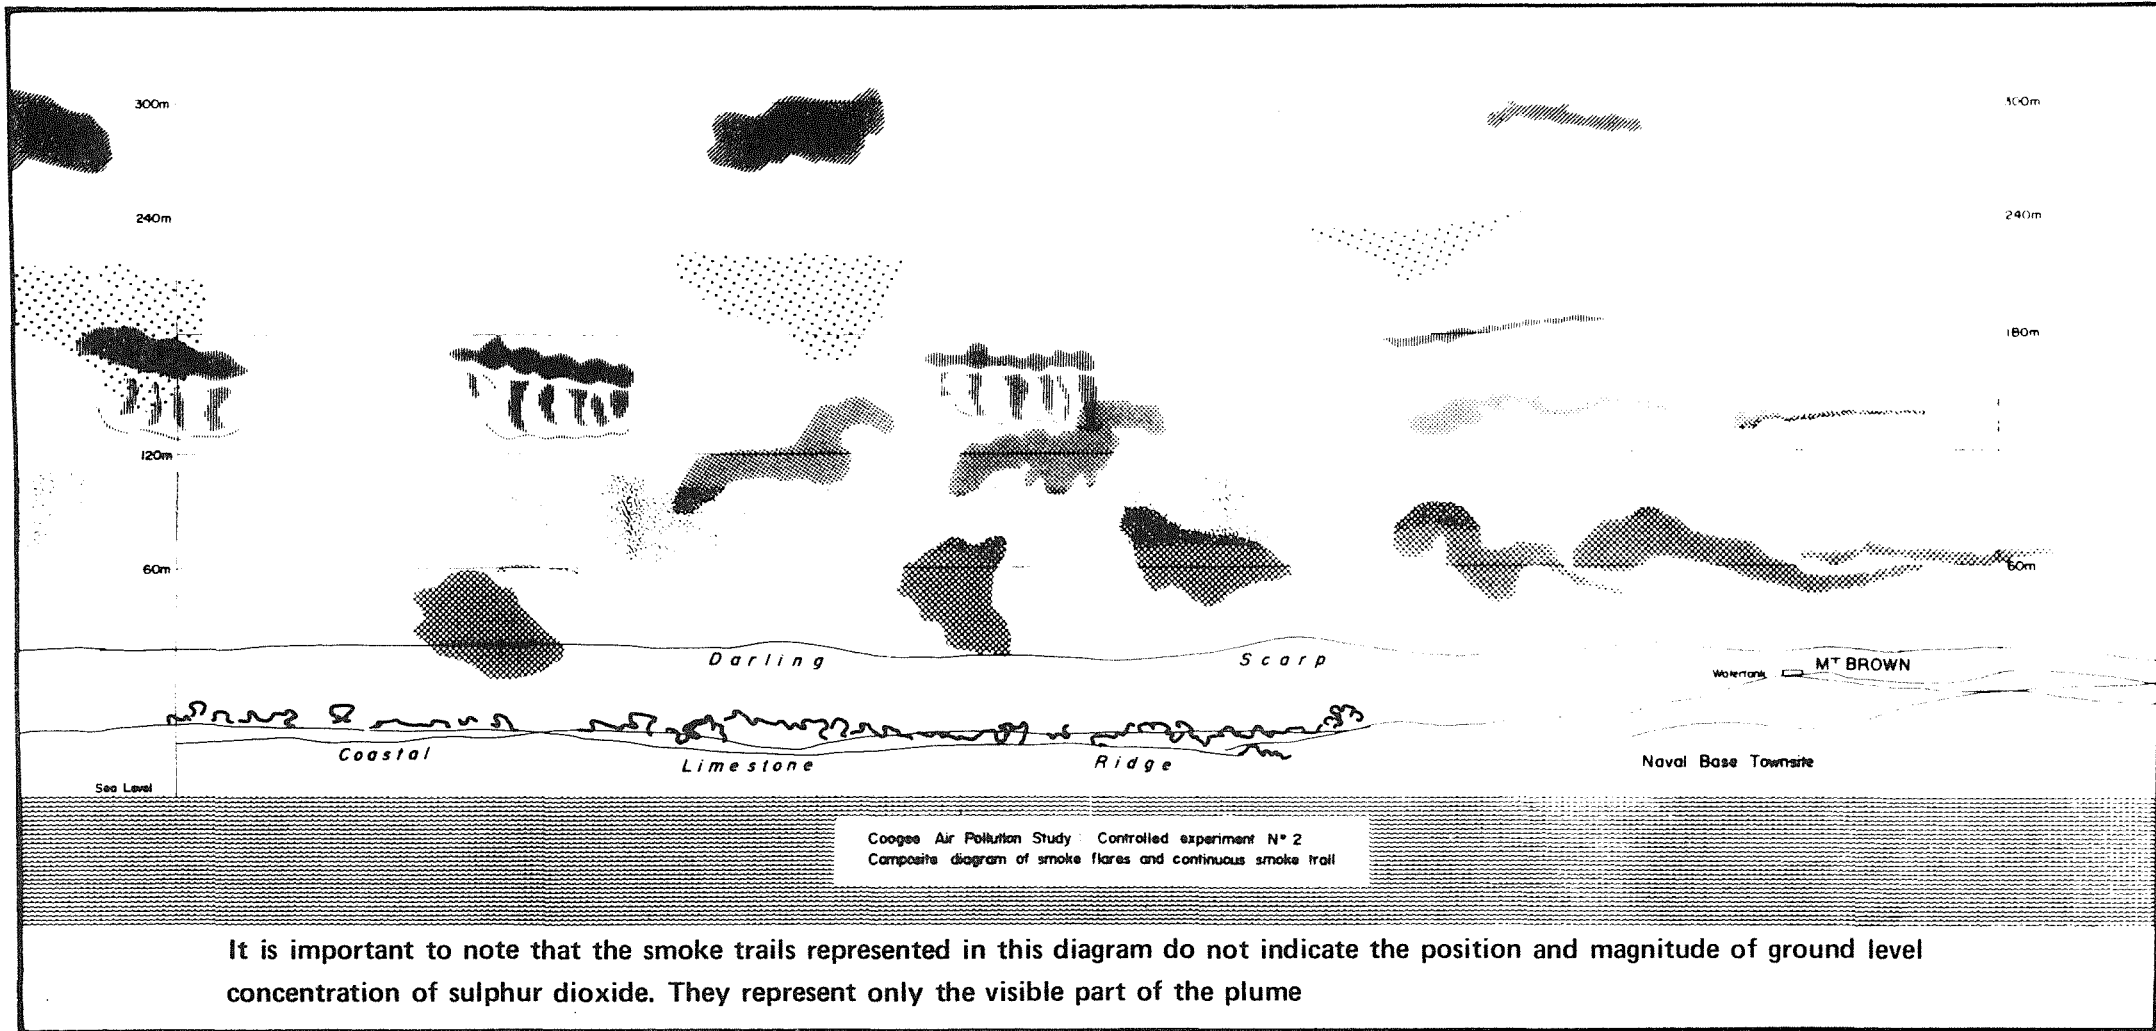 300m 300m
240m 240m
180m
120m
60m 60m
Darling Scarp
Watertank Mᵀ BROWN
Coastal Limestone Ridge
Naval Base Townsite
Sea Level
Coogee Air Pollution Study : Controlled experiment N° 2
Composite diagram of smoke flares and continuous smoke trail
It is important to note that the smoke trails represented in this diagram do not indicate the position and magnitude of ground level
concentration of sulphur dioxide. They represent only the visible part of the plume